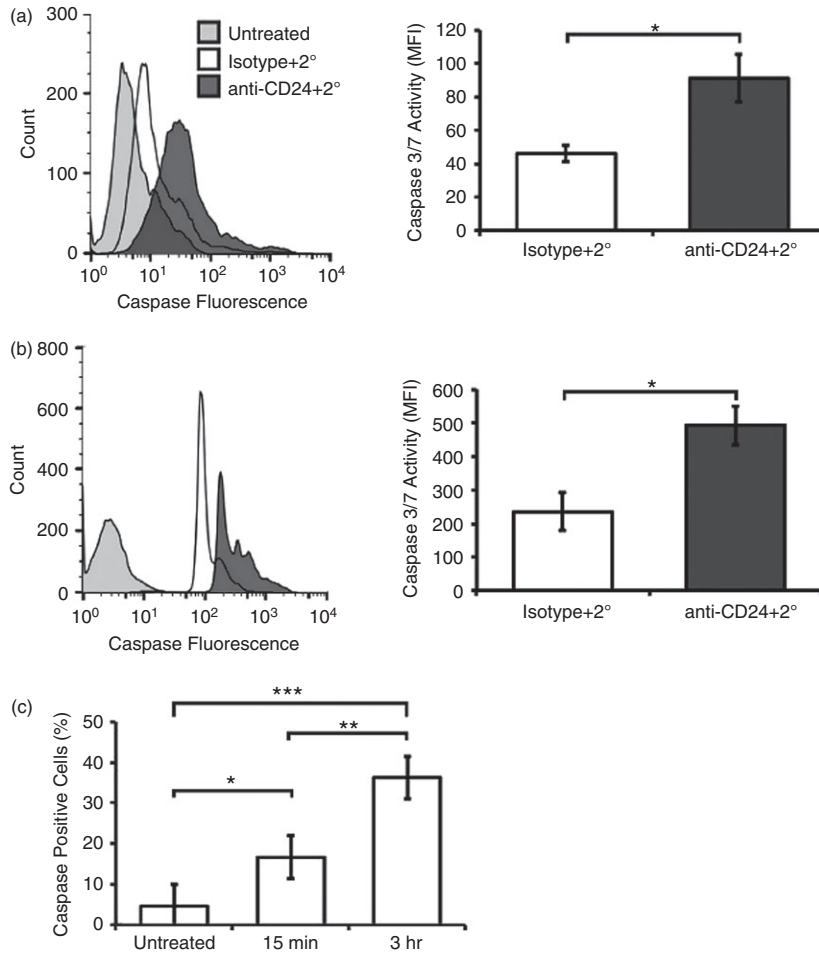 (a)
300
200
100
0
Count
10⁰ 10¹ 10² 10³ 10⁴
Caspase Fluorescence
Untreated
Isotype+2°
anti-CD24+2°
120
100
80
60
40
20
0
Caspase 3/7 Activity (MFI)
*
Isotype+2° anti-CD24+2°
(b)
800
600
400
200
0
Count
10⁰ 10¹ 10² 10³ 10⁴
Caspase Fluorescence
600
500
400
300
200
100
0
Caspase 3/7 Activity (MFI)
*
Isotype+2° anti-CD24+2°
(c)
50
40
30
20
10
0
Caspase Positive Cells (%)
***
**
*
Untreated 15 min 3 hr